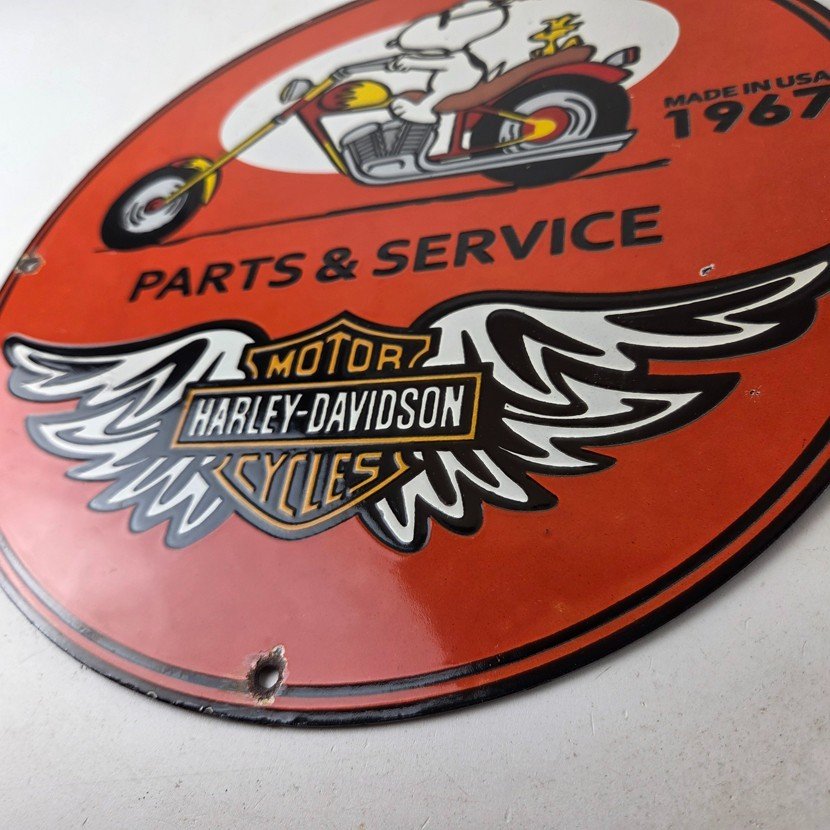 MADE IN USA
1967
PARTS & SERVICE
MOTOR
HARLEY-DAVIDSON
CYCLES